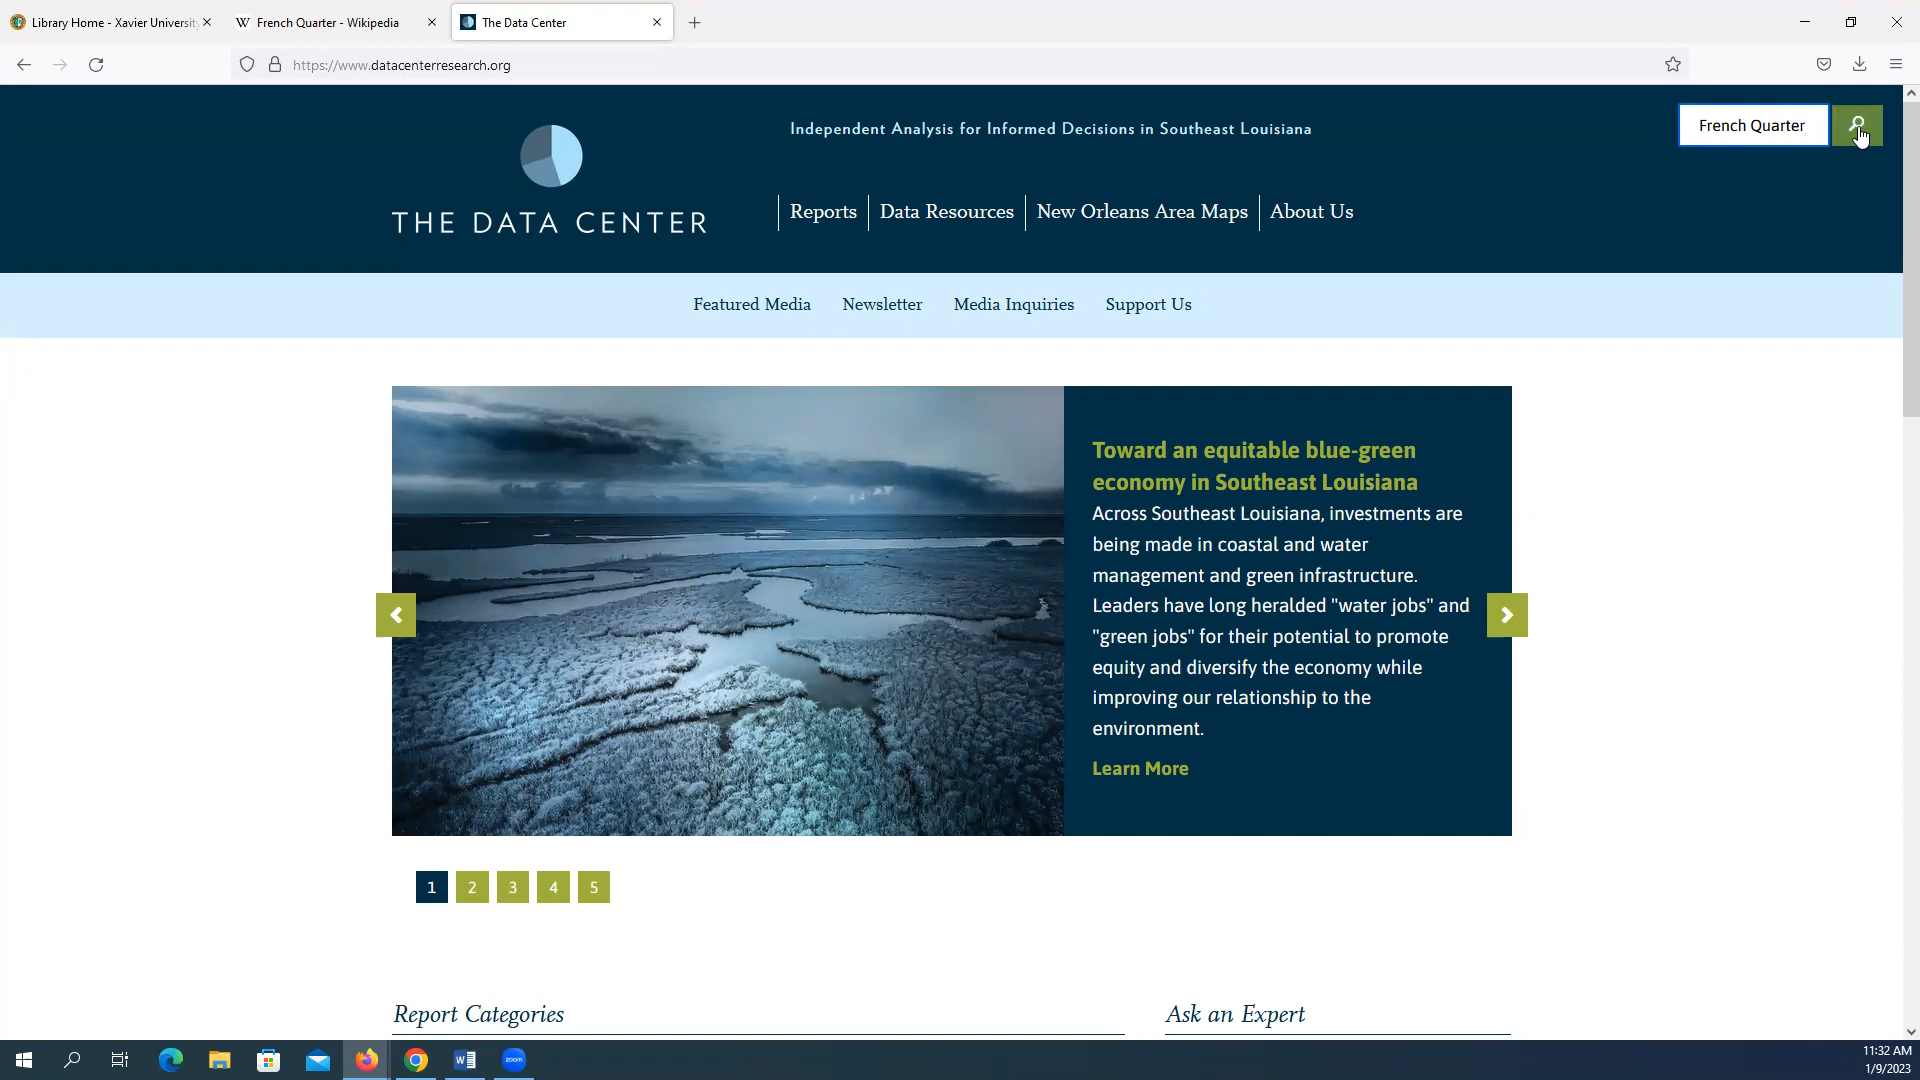 Library Home - Xavier University
French Quarter - Wikipedia
The Data Center
https://www.datacenterresearch.org
Independent Analysis for Informed Decisions in Southeast Louisiana
French Quarter
THE DATA CENTER
Reports
Data Resources
New Orleans Area Maps
About Us
Featured Media
Newsletter
Media Inquiries
Support Us
Toward an equitable blue-green
economy in Southeast Louisiana
Across Southeast Louisiana, investments are
being made in coastal and water
management and green infrastructure.
Leaders have long heralded "water jobs" and
"green jobs" for their potential to promote
equity and diversify the economy while
improving our relationship to the
environment.
Learn More
1 2 3 4 5
Report Categories
Ask an Expert
zoom
11:32 AM
1/9/2023